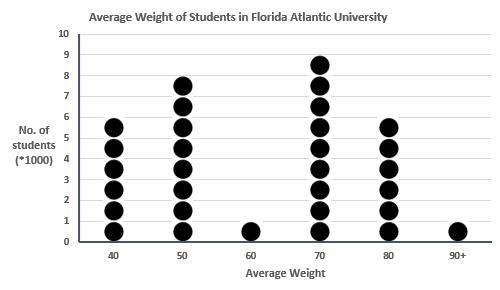 Average Weight of Students in Florida Atlantic University
10
9
8
7
6
5
4
3
2
1
0
No. of
students
(*1000)
40 50 60 70 80 90+
Average Weight